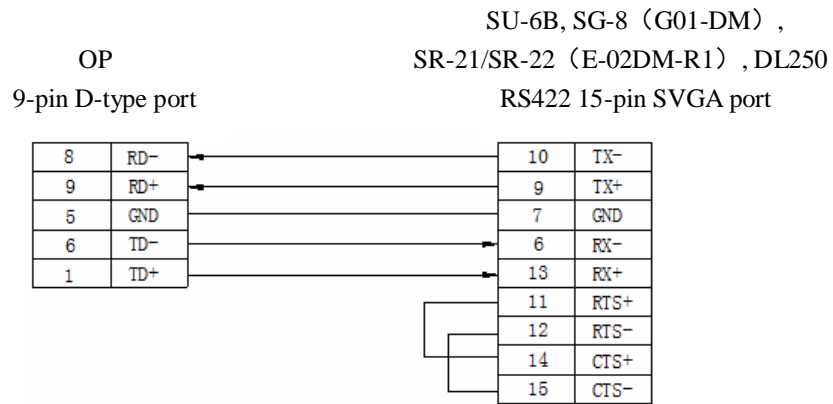 SU-6B, SG-8（G01-DM）,
OP SR-21/SR-22（E-02DM-R1）, DL250
9-pin D-type port RS422 15-pin SVGA port
8 RD- 10 TX-
9 RD+ 9 TX+
5 GND 7 GND
6 TD- 6 RX-
1 TD+ 13 RX+
11 RTS+
12 RTS-
14 CTS+
15 CTS-